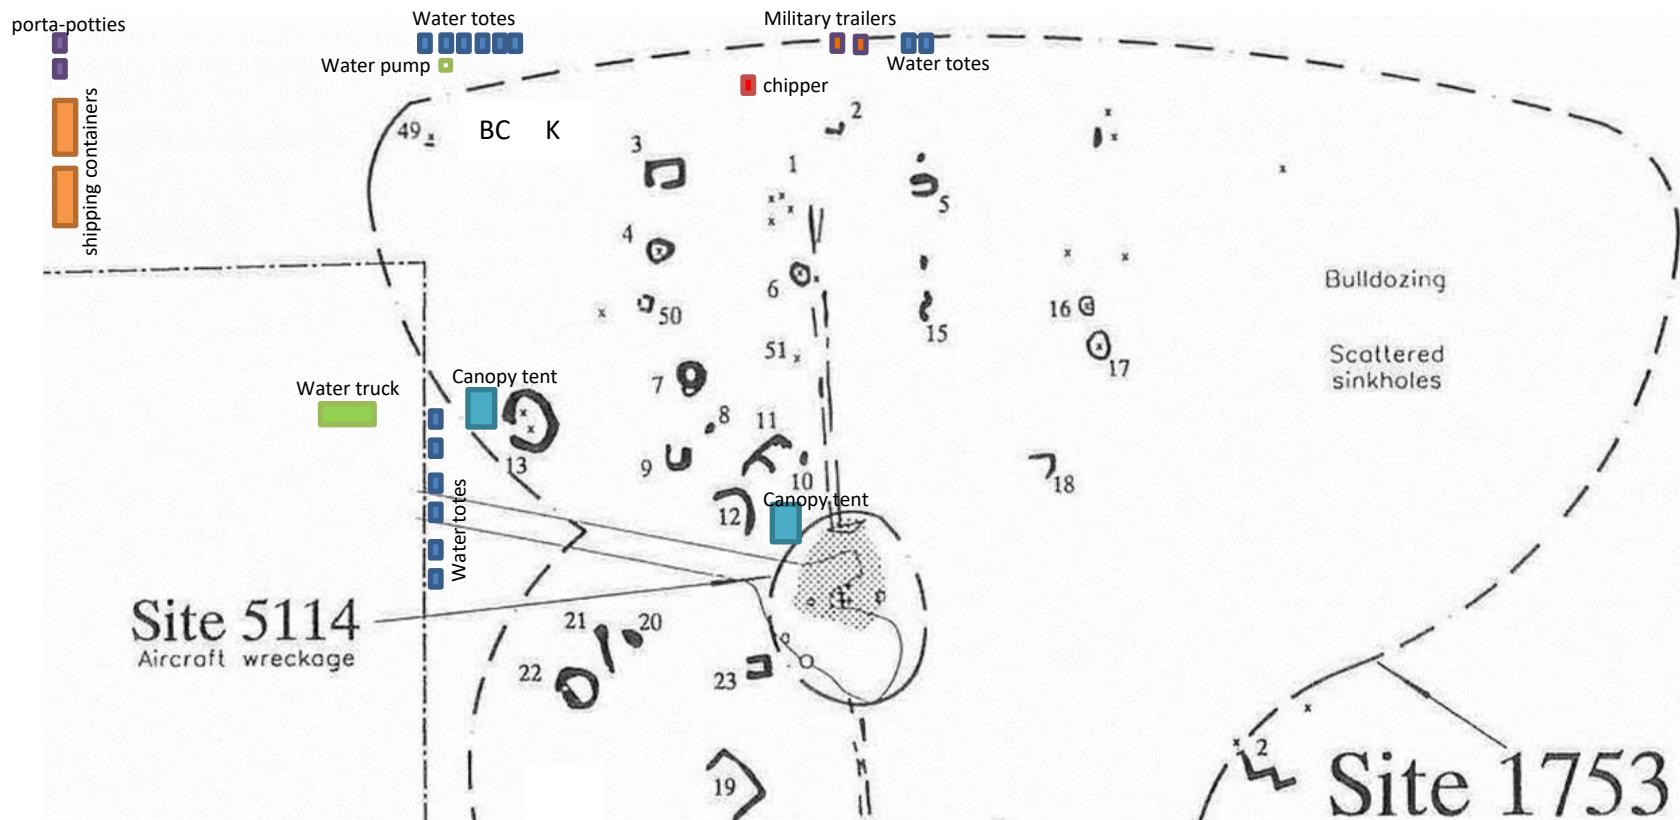 porta-potties
Water totes
Military trailers
Water pump
Water totes
chipper
shipping containers
49
BC K
3
2
1
5
4
6
50
15
16
17
Bulldozing
Scattered
sinkholes
51
7
Water truck
Canopy tent
8
11
9
10
13
18
12
Canopy tent
Water totes
Site 5114
Aircraft wreckage
21
20
22
23
19
2
Site 1753